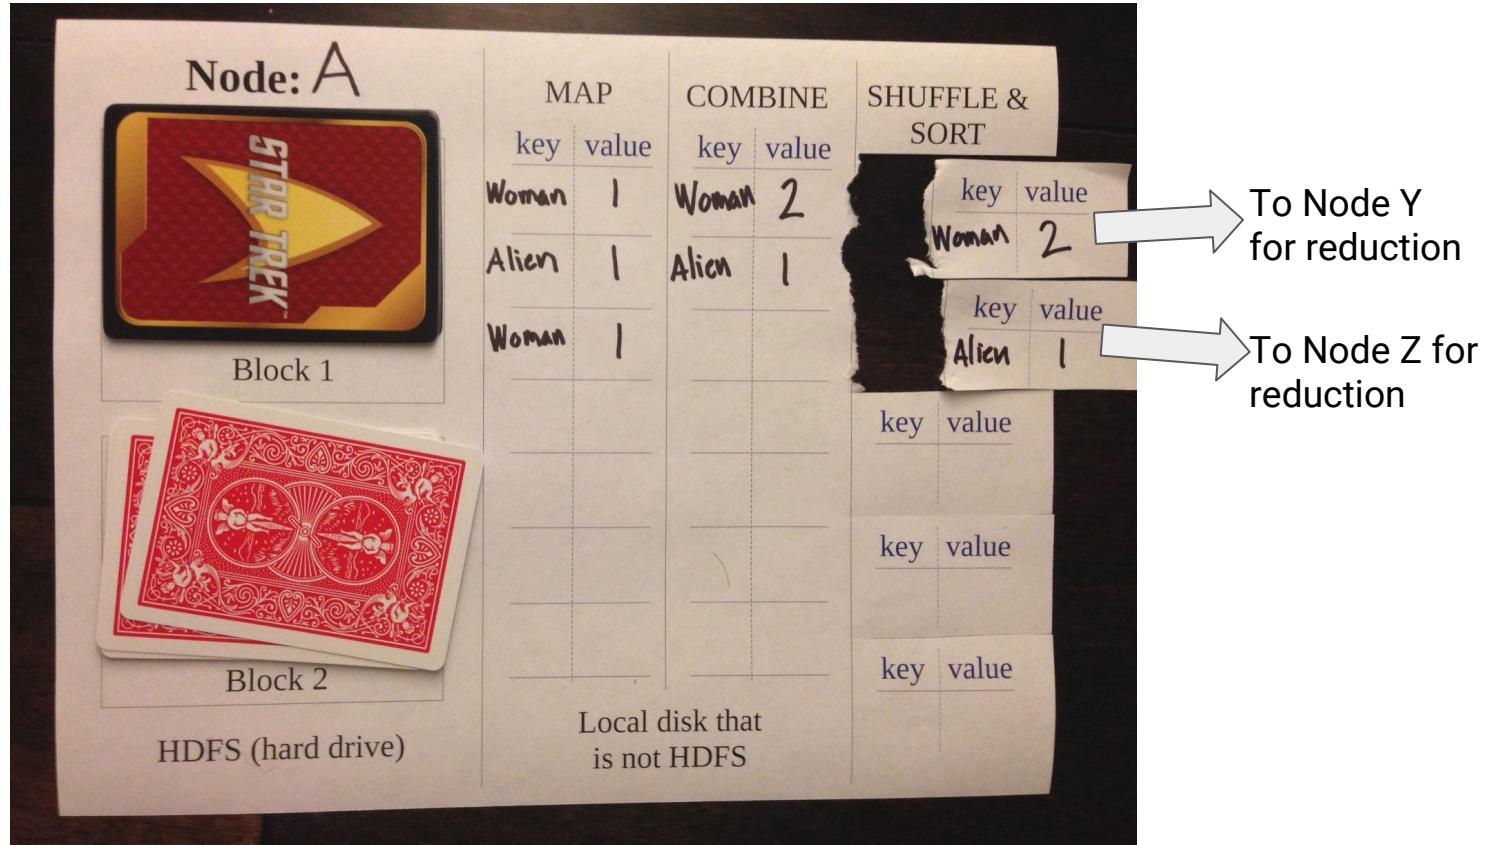 Node: A
STAR TREK
TM
Block 1
Block 2
HDFS (hard drive)
MAP
key value
Woman 1
Alien 1
Woman 1
COMBINE
key value
Woman 2
Alien 1
Local disk that
is not HDFS
SHUFFLE &
SORT
key value
Woman 2
key value
Alien 1
key value
key value
key value
To Node Y
for reduction
To Node Z for
reduction